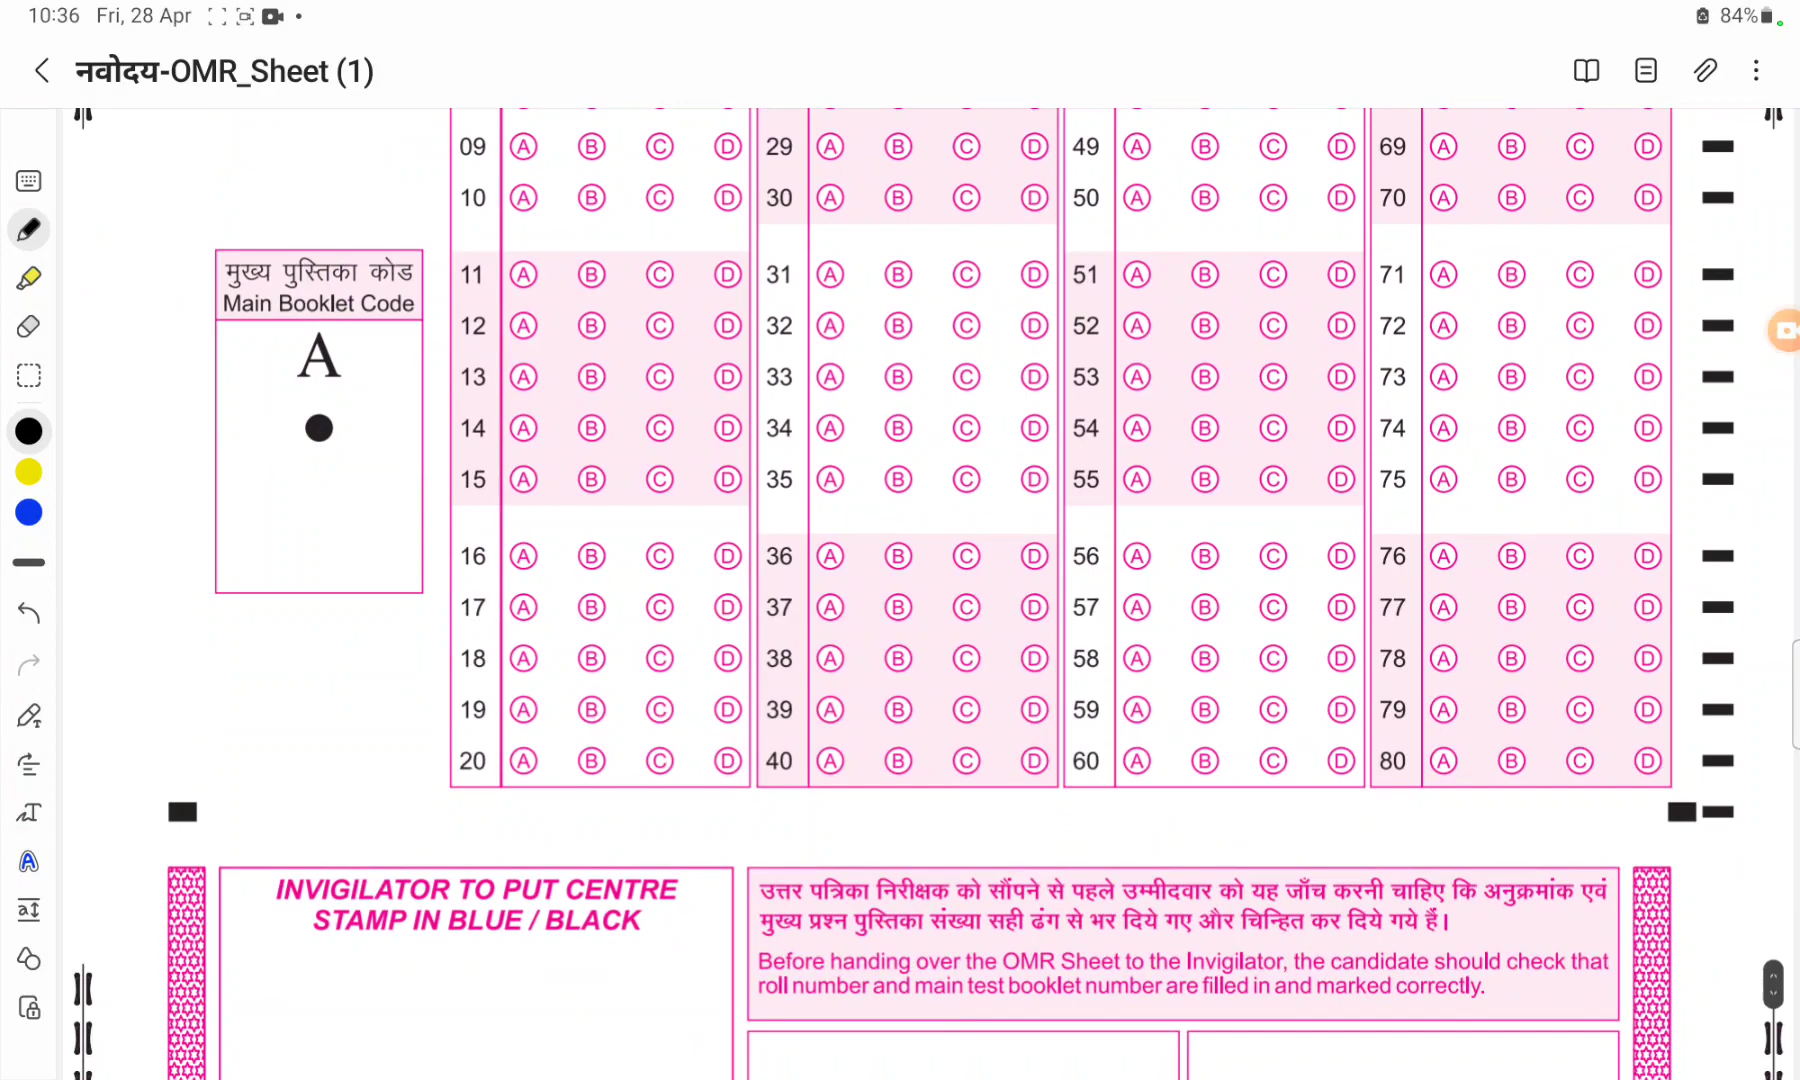 10:36 Fri, 28 Apr
84%
नवोदय-OMR_Sheet (1)
09 A B C D 29 A B C D 49 A B C D 69 A B C D
10 A B C D 30 A B C D 50 A B C D 70 A B C D
मुख्य पुस्तिका कोड
Main Booklet Code
A
11 A B C D 31 A B C D 51 A B C D 71 A B C D
12 A B C D 32 A B C D 52 A B C D 72 A B C D
13 A B C D 33 A B C D 53 A B C D 73 A B C D
14 A B C D 34 A B C D 54 A B C D 74 A B C D
15 A B C D 35 A B C D 55 A B C D 75 A B C D
16 A B C D 36 A B C D 56 A B C D 76 A B C D
17 A B C D 37 A B C D 57 A B C D 77 A B C D
18 A B C D 38 A B C D 58 A B C D 78 A B C D
19 A B C D 39 A B C D 59 A B C D 79 A B C D
20 A B C D 40 A B C D 60 A B C D 80 A B C D
INVIGILATOR TO PUT CENTRE
STAMP IN BLUE / BLACK
उत्तर पत्रिका निरीक्षक को सौंपने से पहले उम्मीदवार को यह जाँच करनी चाहिए कि अनुक्रमांक एवं
मुख्य प्रश्न पुस्तिका संख्या सही ढंग से भर दिये गए और चिन्हित कर दिये गये हैं।
Before handing over the OMR Sheet to the Invigilator, the candidate should check that
roll number and main test booklet number are filled in and marked correctly.